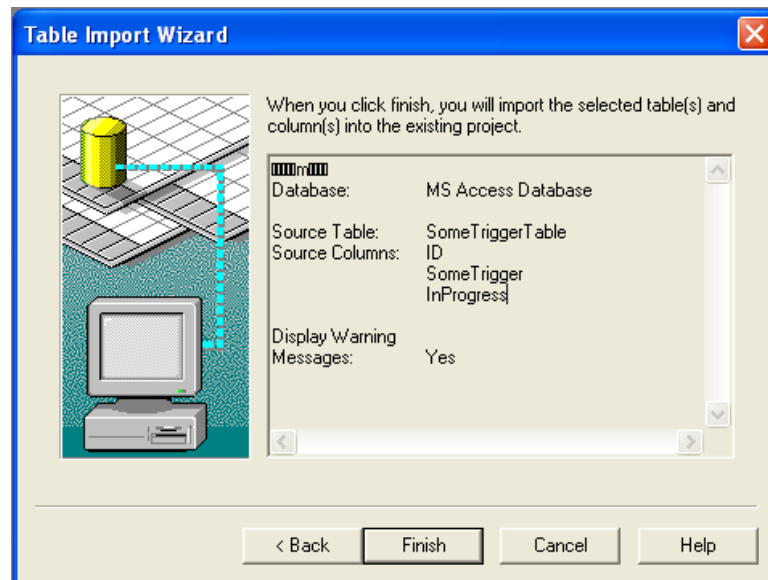 Table Import Wizard
When you click finish, you will import the selected table(s) and
column(s) into the existing project.
Database: MS Access Database
Source Table: SomeTriggerTable
Source Columns: ID
SomeTrigger
InProgress
Display Warning
Messages: Yes
< Back Finish Cancel Help